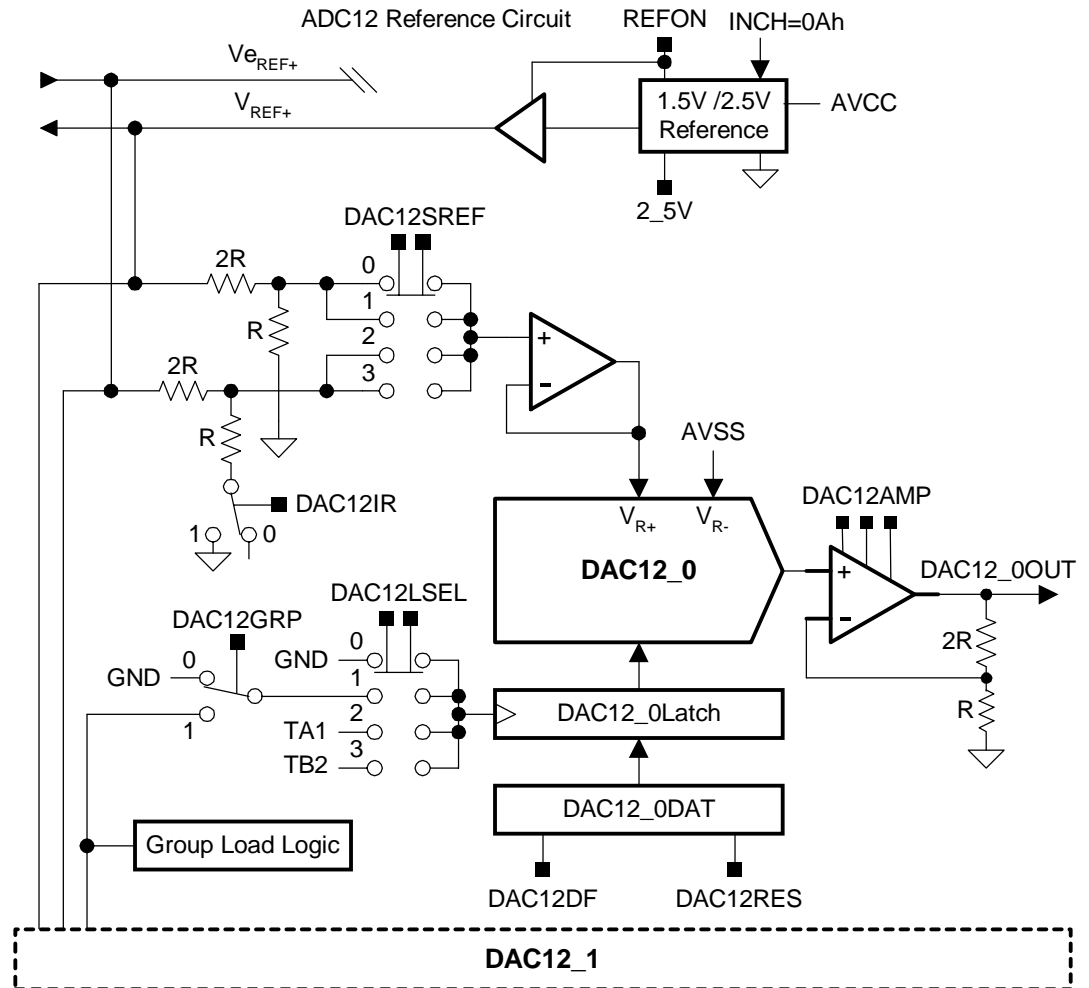 ADC12 Reference Circuit
REFON
INCH=0Ah
VeREF+
VREF+
1.5V /2.5V
Reference
AVCC
2_5V
DAC12SREF
2R
0
1
R
2
2R
3
+
-
R
AVSS
DAC12IR
1
0
VR+
VR-
DAC12AMP
DAC12_0
+
-
DAC12_0OUT
2R
R
DAC12LSEL
DAC12GRP
0
GND
0
GND
1
1
2
TA1
3
TB2
DAC12_0Latch
DAC12_0DAT
Group Load Logic
DAC12DF
DAC12RES
DAC12_1